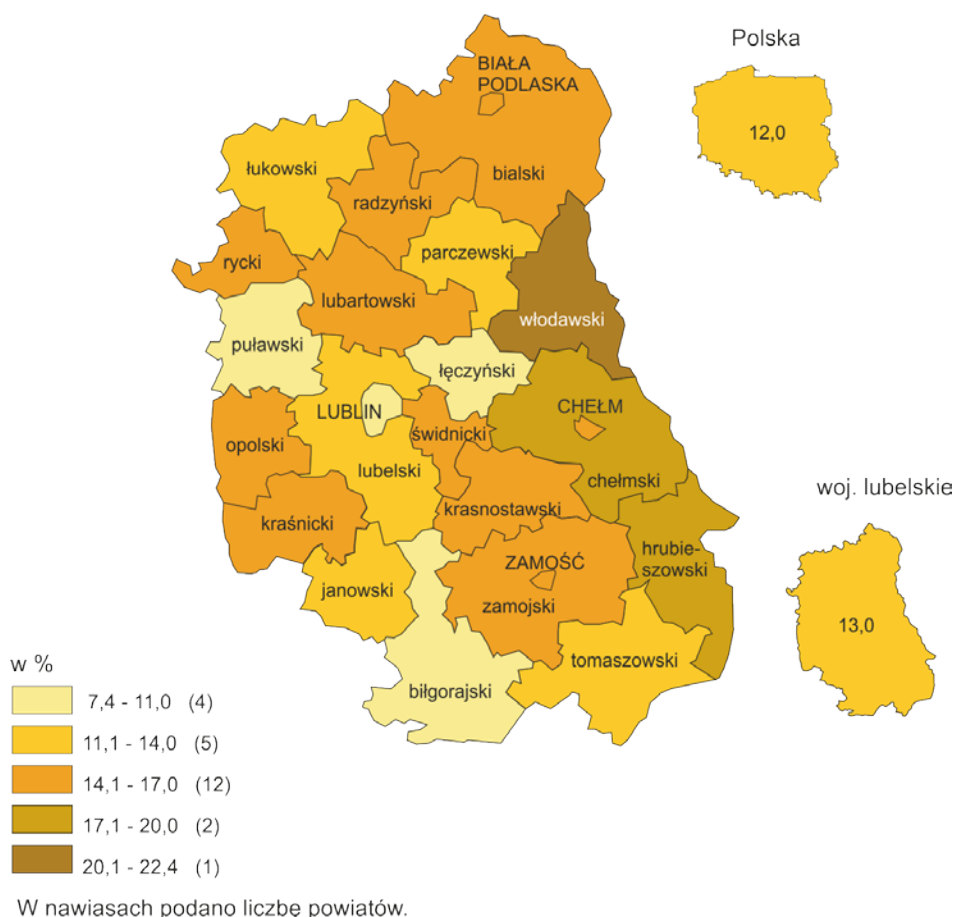 Polska
BIAŁA
PODLASKA
12,0
łukowski
bialski
radzyński
parczewski
rycki
lubartowski
włodawski
puławski
łęczyński
LUBLIN
CHEŁM
świdnicki
opolski
lubelski
chełmski
woj. lubelskie
krasnostawski
kraśnicki
hrubie-
szowski
ZAMOŚĆ
janowski
zamojski
13,0
tomaszowski
biłgorajski
w %
7,4 - 11,0 (4)
11,1 - 14,0 (5)
14,1 - 17,0 (12)
17,1 - 20,0 (2)
20,1 - 22,4 (1)
W nawiasach podano liczbę powiatów.